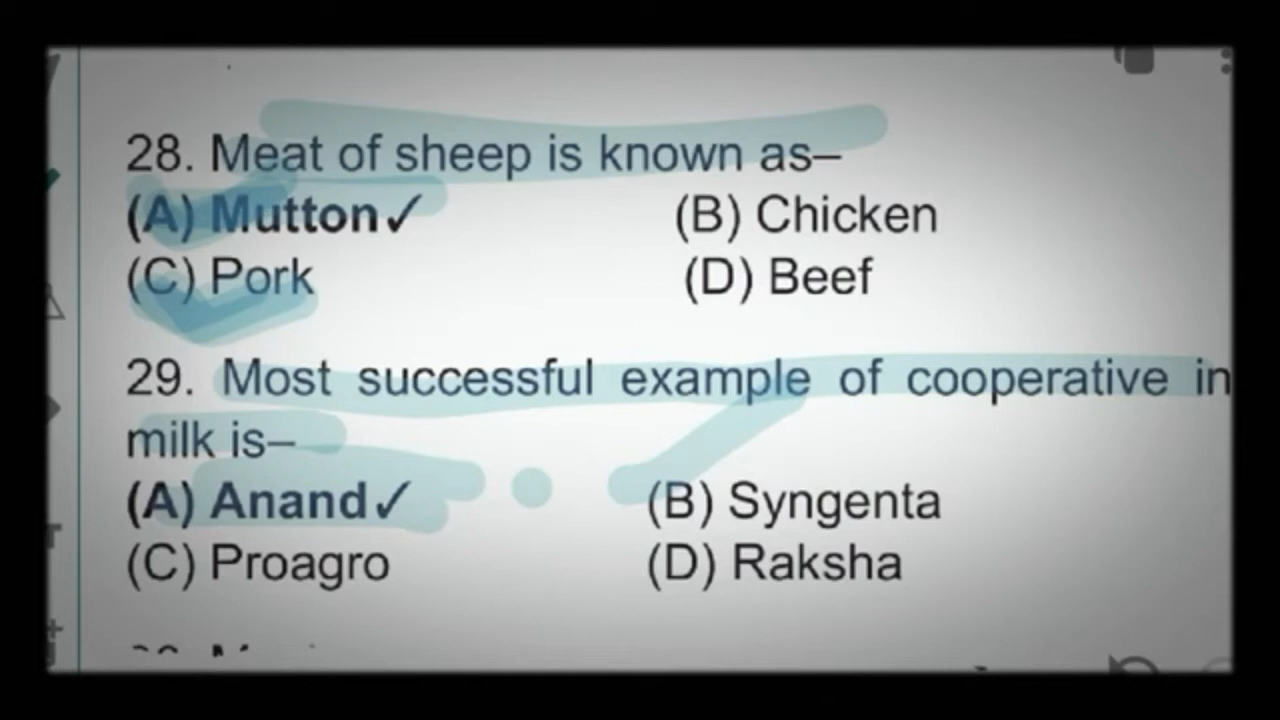 28. Meat of sheep is known as–
(A) Mutton✓ (B) Chicken
(C) Pork (D) Beef
29. Most successful example of cooperative in
milk is–
(A) Anand✓ (B) Syngenta
(C) Proagro (D) Raksha